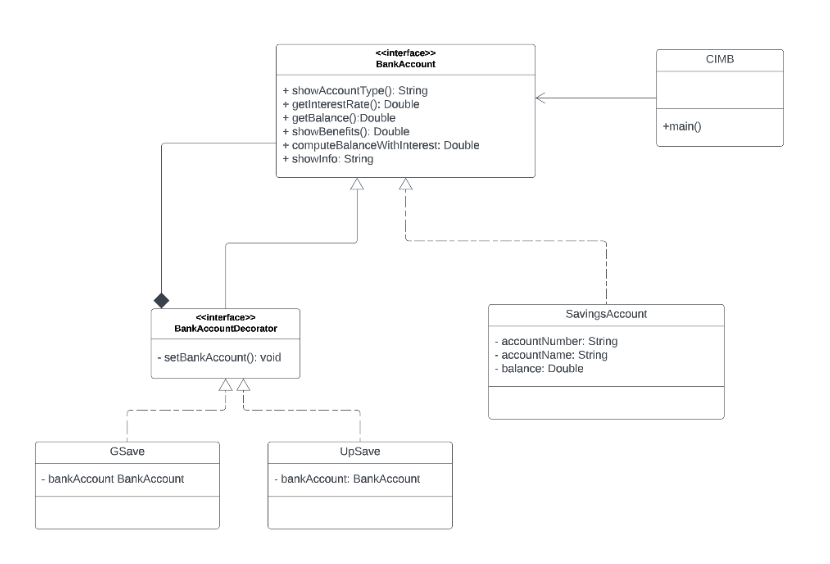 <<interface>>
BankAccount
+ showAccountType(): String
+ getInterestRate(): Double
+ getBalance():Double
+ showBenefits(): Double
+ computeBalanceWithInterest: Double
+ showInfo: String
CIMB
+main()
<<interface>>
BankAccountDecorator
- setBankAccount(): void
SavingsAccount
- accountNumber: String
- accountName: String
- balance: Double
GSave
- bankAccount BankAccount
UpSave
- bankAccount: BankAccount